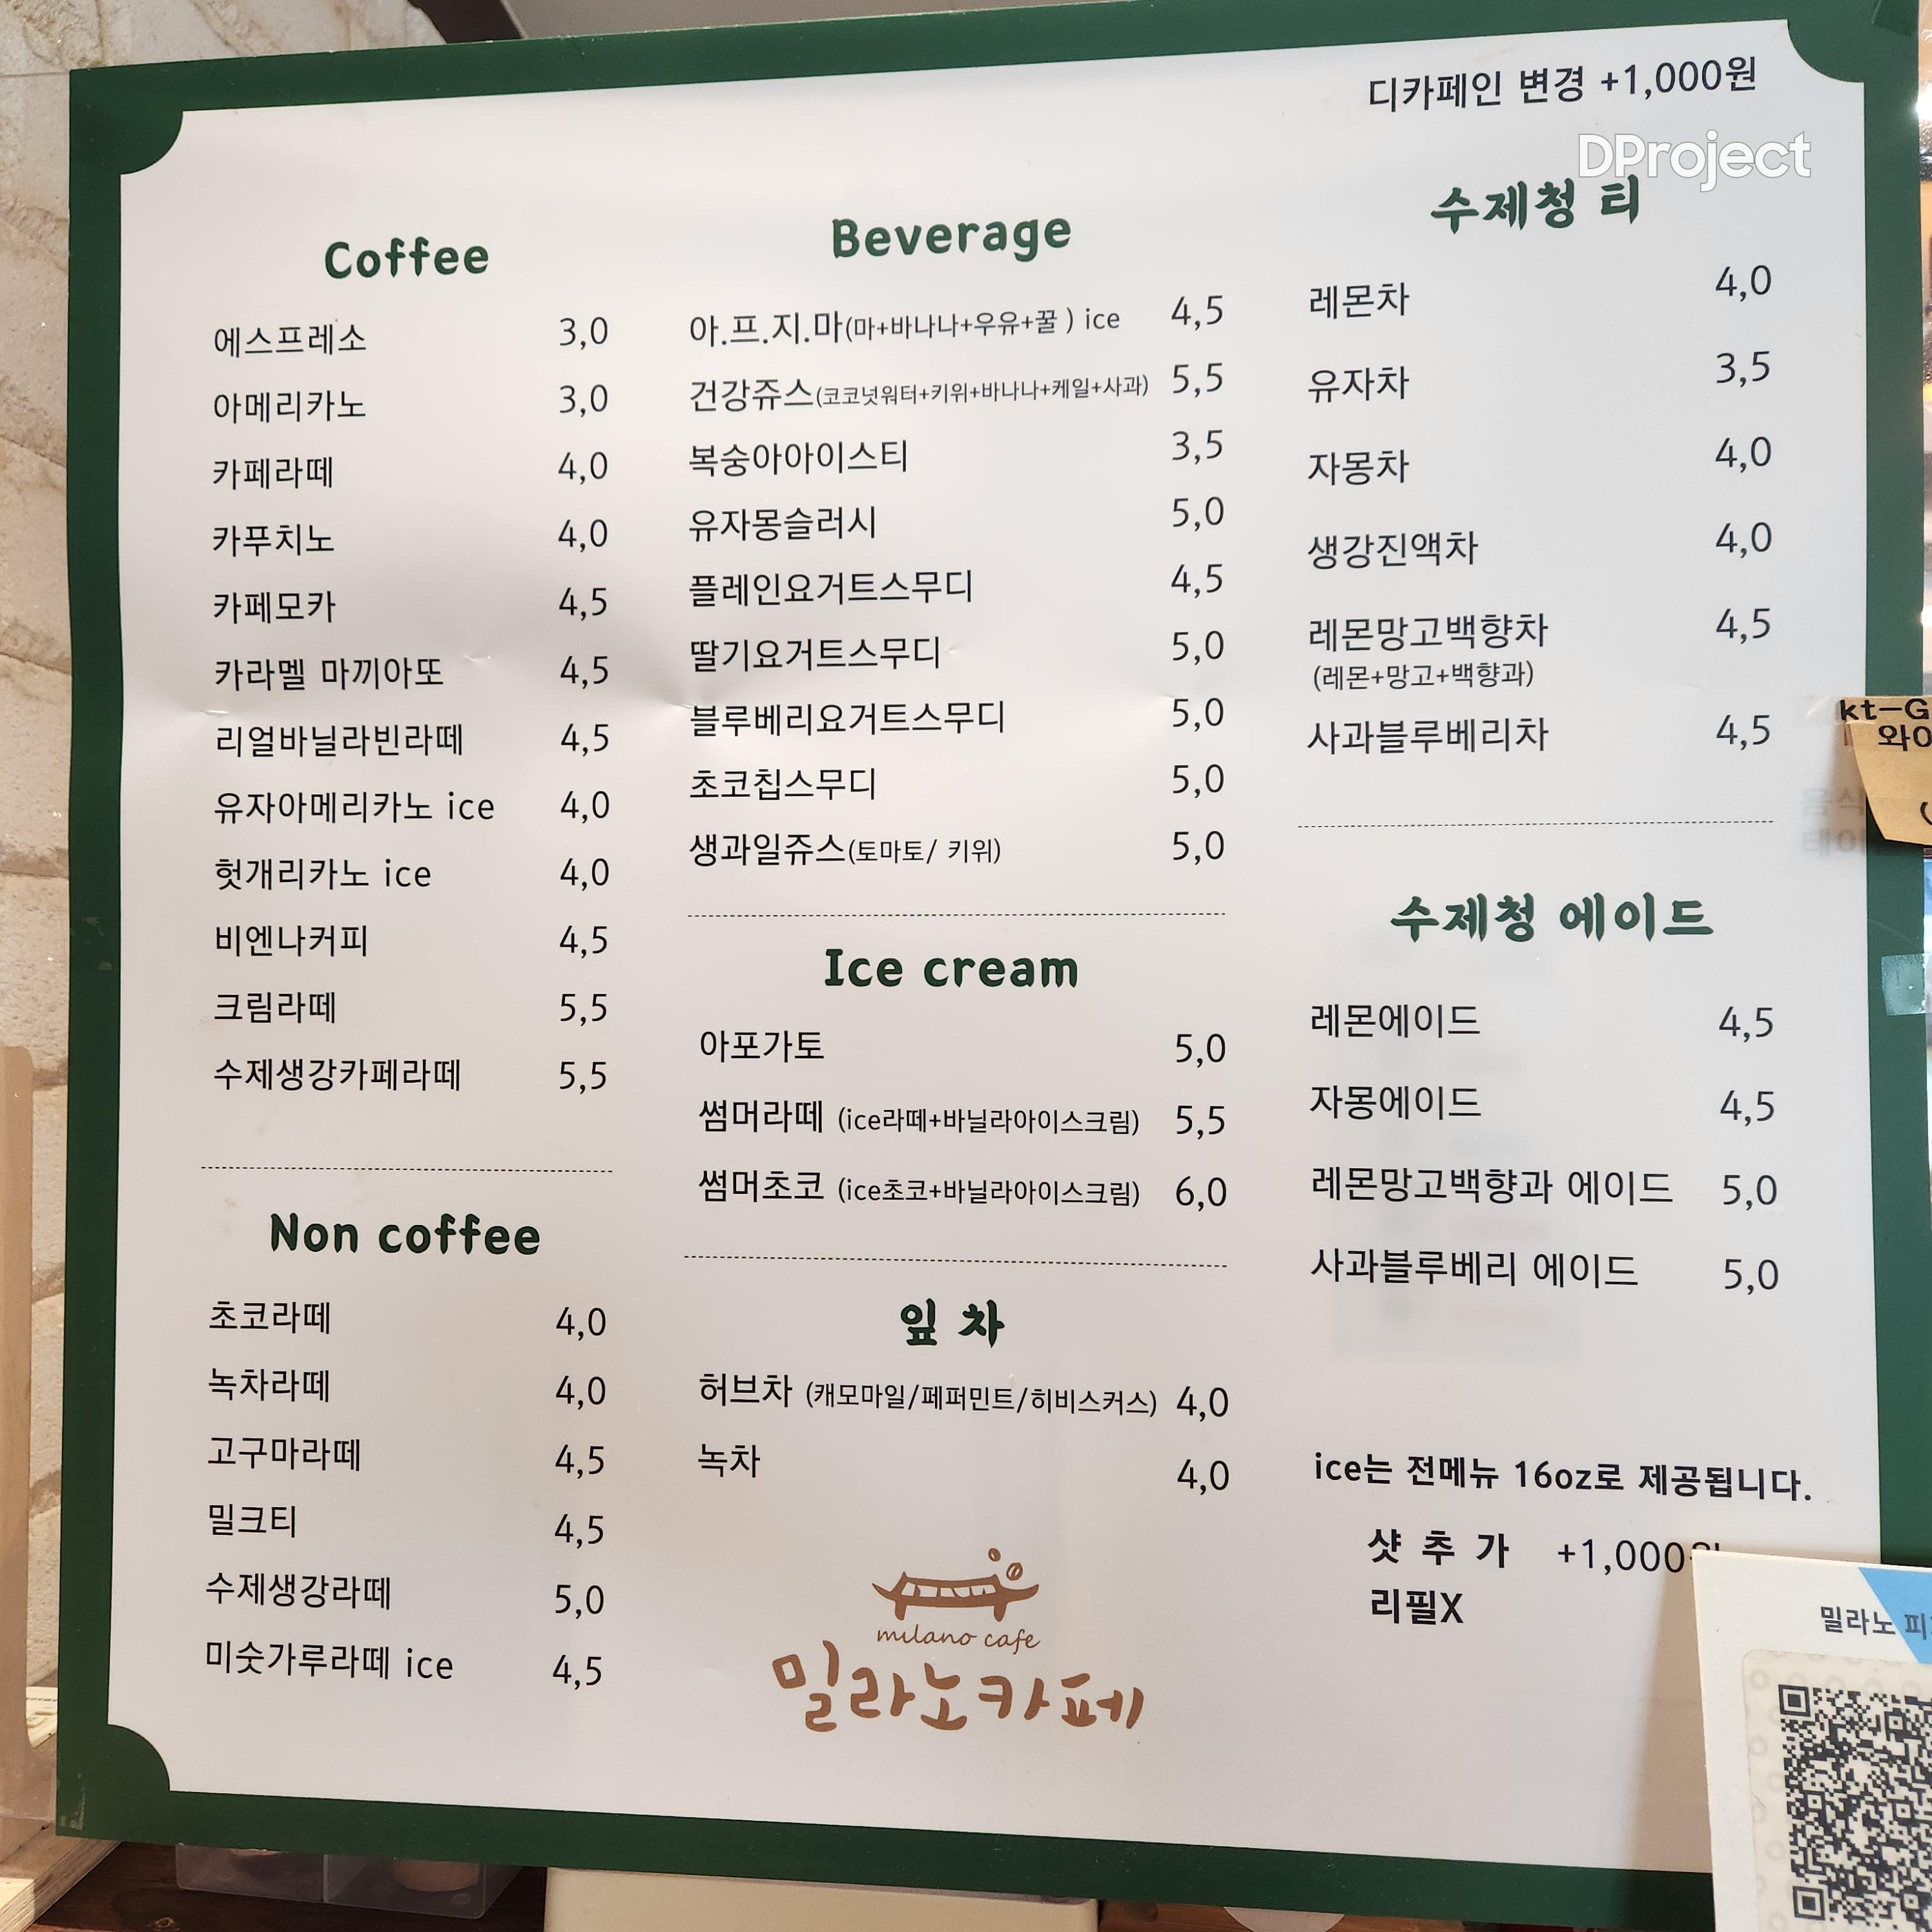 디카페인 변경 +1,000원
DProject
Coffee
에스프레소 3,0
아메리카노 3,0
카페라떼 4,0
카푸치노 4,0
카페모카 4,5
카라멜 마끼아또 4,5
리얼바닐라빈라떼 4,5
유자아메리카노 ice 4,0
헛개리카노 ice 4,0
비엔나커피 4,5
크림라떼 5,5
수제생강카페라떼 5,5
Non coffee
초코라떼 4,0
녹차라떼 4,0
고구마라떼 4,5
밀크티 4,5
수제생강라떼 5,0
미숫가루라떼 ice 4,5
Beverage
아.프.지.마(마+바나나+우유+꿀 ) ice 4,5
건강쥬스(코코넛워터+키위+바나나+케일+사과) 5,5
복숭아아이스티 3,5
유자몽슬러시 5,0
플레인요거트스무디 4,5
딸기요거트스무디 5,0
블루베리요거트스무디 5,0
초코칩스무디 5,0
생과일쥬스(토마토/ 키위) 5,0
Ice cream
아포가토 5,0
썸머라떼 (ice라떼+바닐라아이스크림) 5,5
썸머초코 (ice초코+바닐라아이스크림) 6,0
잎 차
허브차 (캐모마일/페퍼민트/히비스커스) 4,0
녹차 4,0
milano cafe
밀라노카페
수제청 티
레몬차 4,0
유자차 3,5
자몽차 4,0
생강진액차 4,0
레몬망고백향차 4,5
(레몬+망고+백향과)
사과블루베리차 4,5
수제청 에이드
레몬에이드 4,5
자몽에이드 4,5
레몬망고백향과 에이드 5,0
사과블루베리 에이드 5,0
ice는 전메뉴 16oz로 제공됩니다.
샷 추 가 +1,000
리필X
kt-G
와이
밀라노